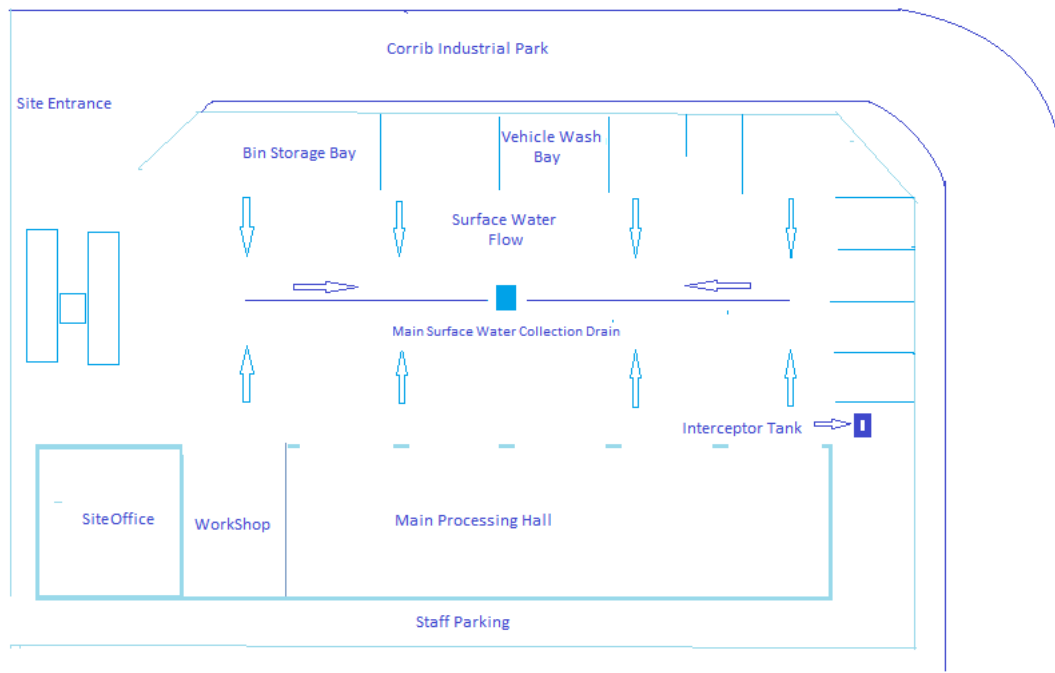 Corrib Industrial Park
Site Entrance
Bin Storage Bay
Vehicle Wash
Bay
Surface Water
Flow
Main Surface Water Collection Drain
Interceptor Tank
SiteOffice
WorkShop
Main Processing Hall
Staff Parking